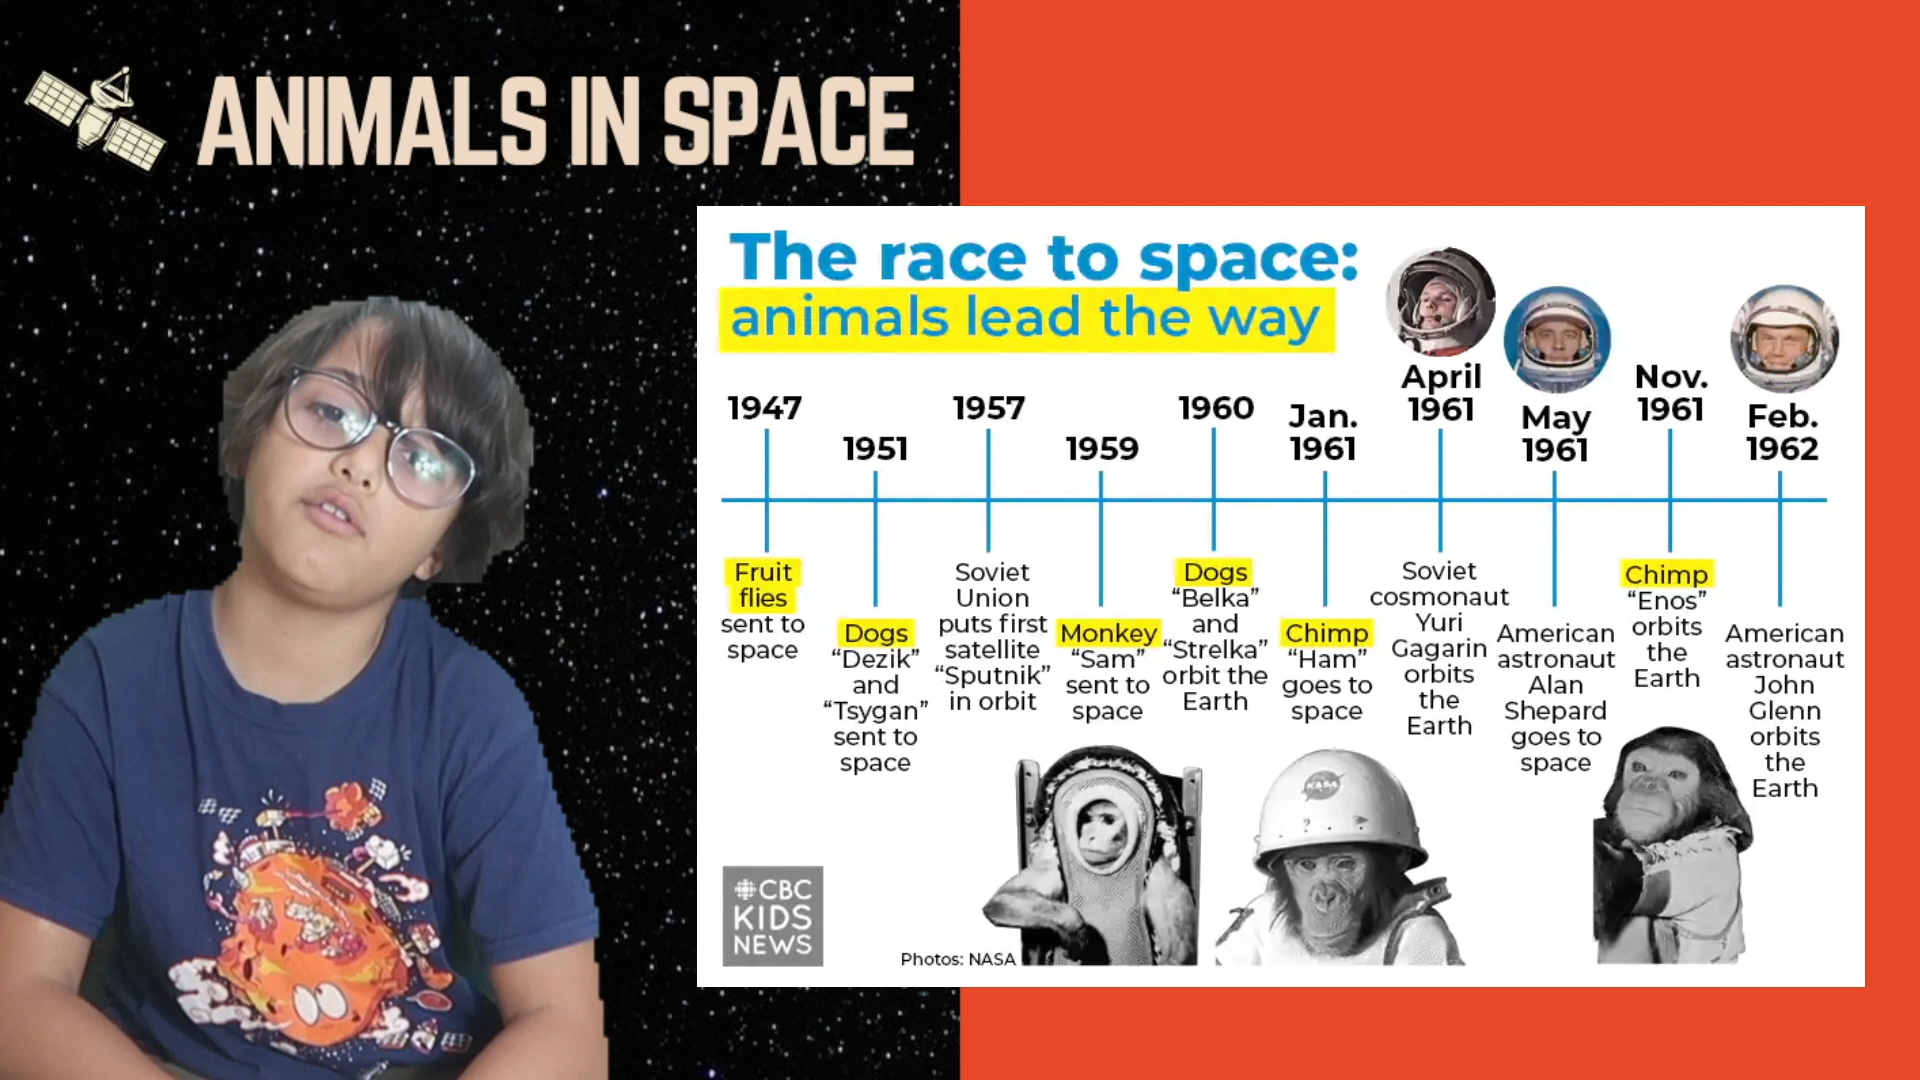 ANIMALS IN SPACE
The race to space:
animals lead the way
1947
Fruit
flies
sent to
space
1951
Dogs
“Dezik”
and
“Tsygan”
sent to
space
1957
Soviet
Union
puts first
satellite
“Sputnik”
in orbit
1959
Monkey
“Sam”
sent to
space
1960
Dogs
“Belka”
and
“Strelka”
orbit the
Earth
Jan.
1961
Chimp
“Ham”
goes to
space
April
1961
Soviet
cosmonaut
Yuri
Gagarin
orbits
the
Earth
May
1961
American
astronaut
Alan
Shepard
goes to
space
Nov.
1961
Chimp
“Enos”
orbits
the
Earth
Feb.
1962
American
astronaut
John
Glenn
orbits
the
Earth
NASA
CBC
KIDS
NEWS
Photos: NASA